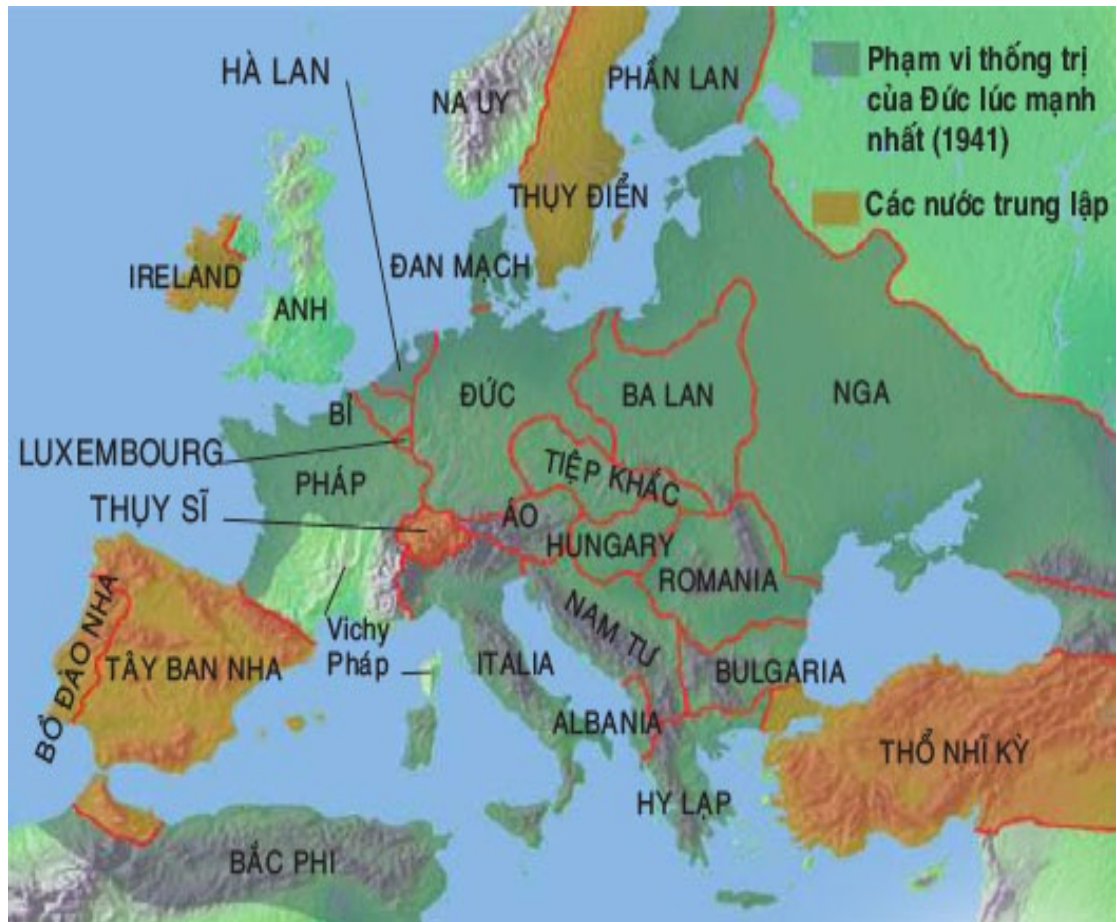 HÀ LAN
NA UY
PHẦN LAN
Phạm vi thống trị
của Đức lúc mạnh
nhất (1941)
THỤY ĐIỂN
Các nước trung lập
IRELAND
ĐAN MẠCH
ANH
BỈ
ĐỨC
BA LAN
NGA
LUXEMBOURG
PHÁP
TIỆP KHÁC
THỤY SĨ
ÁO
HUNGARY
ROMANIA
BỒ ĐÀO NHA
TÂY BAN NHA
Vichy
Pháp
NAM TƯ
ITALIA
BULGARIA
ALBANIA
THỔ NHĨ KỲ
HY LẠP
BẮC PHI